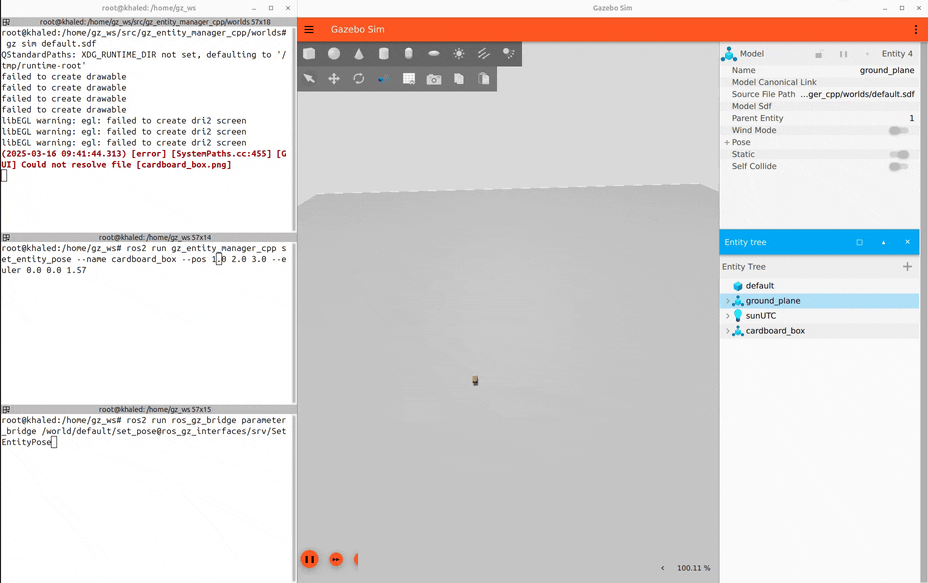 root@khaled: /home/gz_ws
root@khaled: /home/gz_ws/src/gz_entity_manager_cpp/worlds 57x18
root@khaled:/home/gz_ws/src/gz_entity_manager_cpp/worlds#
gz sim default.sdf
QStandardPaths: XDG_RUNTIME_DIR not set, defaulting to '/
tmp/runtime-root'
failed to create drawable
failed to create drawable
failed to create drawable
failed to create drawable
libEGL warning: egl: failed to create dri2 screen
libEGL warning: egl: failed to create dri2 screen
libEGL warning: egl: failed to create dri2 screen
(2025-03-16 09:41:44.313) [error] [SystemPaths.cc:455] [G
UI] Could not resolve file [cardboard_box.png]
root@khaled: /home/gz_ws 57x14
root@khaled:/home/gz_ws# ros2 run gz_entity_manager_cpp s
et_entity_pose --name cardboard_box --pos 1.0 2.0 3.0 --e
uler 0.0 0.0 1.57
root@khaled: /home/gz_ws 57x15
root@khaled:/home/gz_ws# ros2 run ros_gz_bridge parameter
_bridge /world/default/set_pose@ros_gz_interfaces/srv/Set
EntityPose
Gazebo Sim
Gazebo Sim
100.11 %
Model
Entity 4
Name ground_plane
Model Canonical Link
Source File Path ...ger_cpp/worlds/default.sdf
Model Sdf
Parent Entity 1
Wind Mode
+ Pose
Static
Self Collide
Entity tree
Entity Tree
default
ground_plane
sunUTC
cardboard_box